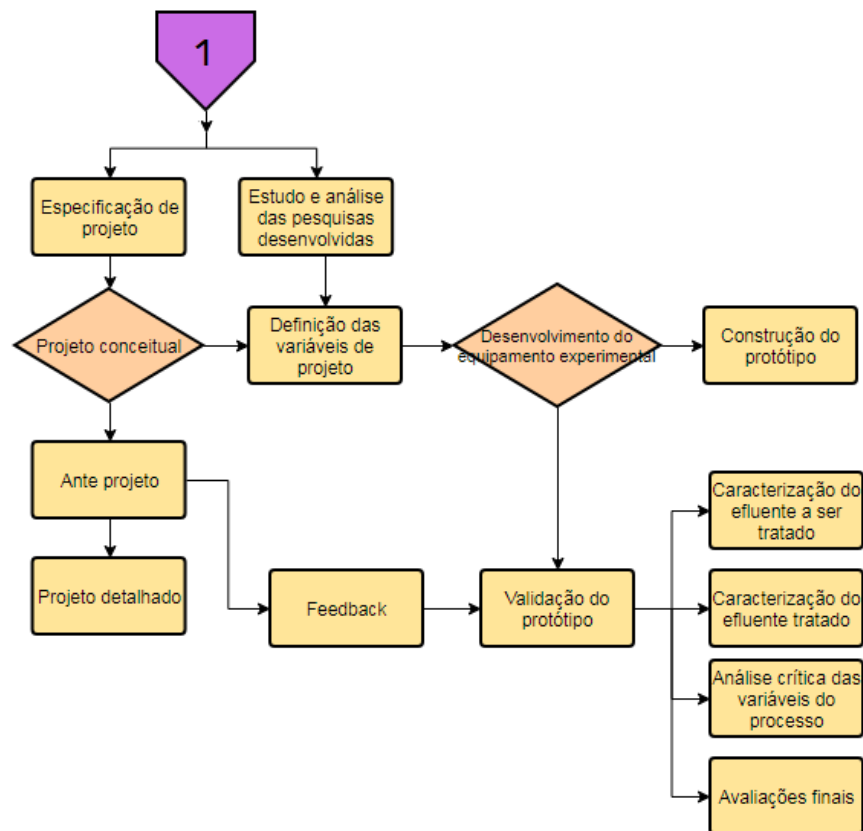 1
Especificação de
projeto
Estudo e análise
das pesquisas
desenvolvidas
Projeto conceitual
Definição das
variáveis de
projeto
Desenvolvimento do
equipamento experimental
Construção do
protótipo
Ante projeto
Projeto detalhado
Feedback
Validação do
protótipo
Caracterização do
efluente a ser
tratado
Caracterização do
efluente tratado
Análise crítica das
variáveis do
processo
Avaliações finais